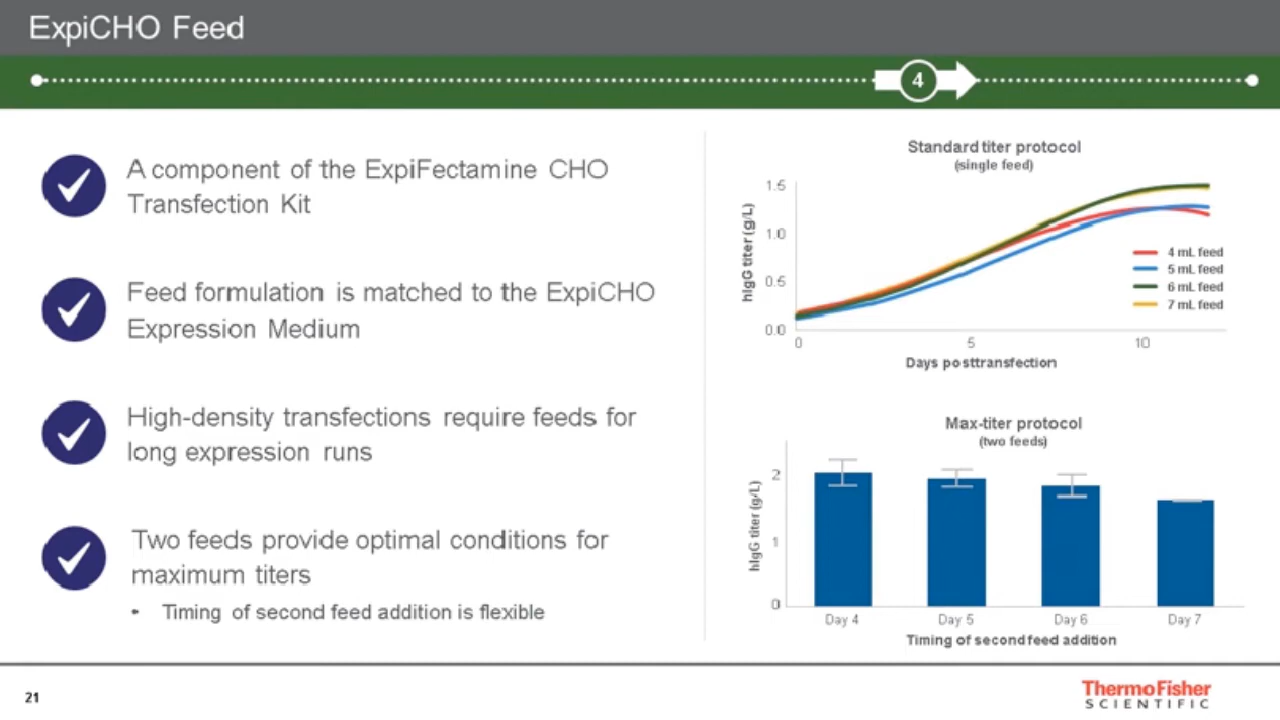 ExpiCHO Feed
4
A component of the ExpiFectamine CHO
Transfection Kit
Feed formulation is matched to the ExpiCHO
Expression Medium
High-density transfections require feeds for
long expression runs
Two feeds provide optimal conditions for
maximum titers
• Timing of second feed addition is flexible
Standard titer protocol
(single feed)
hIgG titer (g/L)
1.5
1.0
0.5
0.0
0 5 10
Days posttransfection
4 mL feed
5 mL feed
6 mL feed
7 mL feed
Max-titer protocol
(two feeds)
hIgG titer (g/L)
2
1
0
Day 4 Day 5 Day 6 Day 7
Timing of second feed addition
21
ThermoFisher
SCIENTIFIC